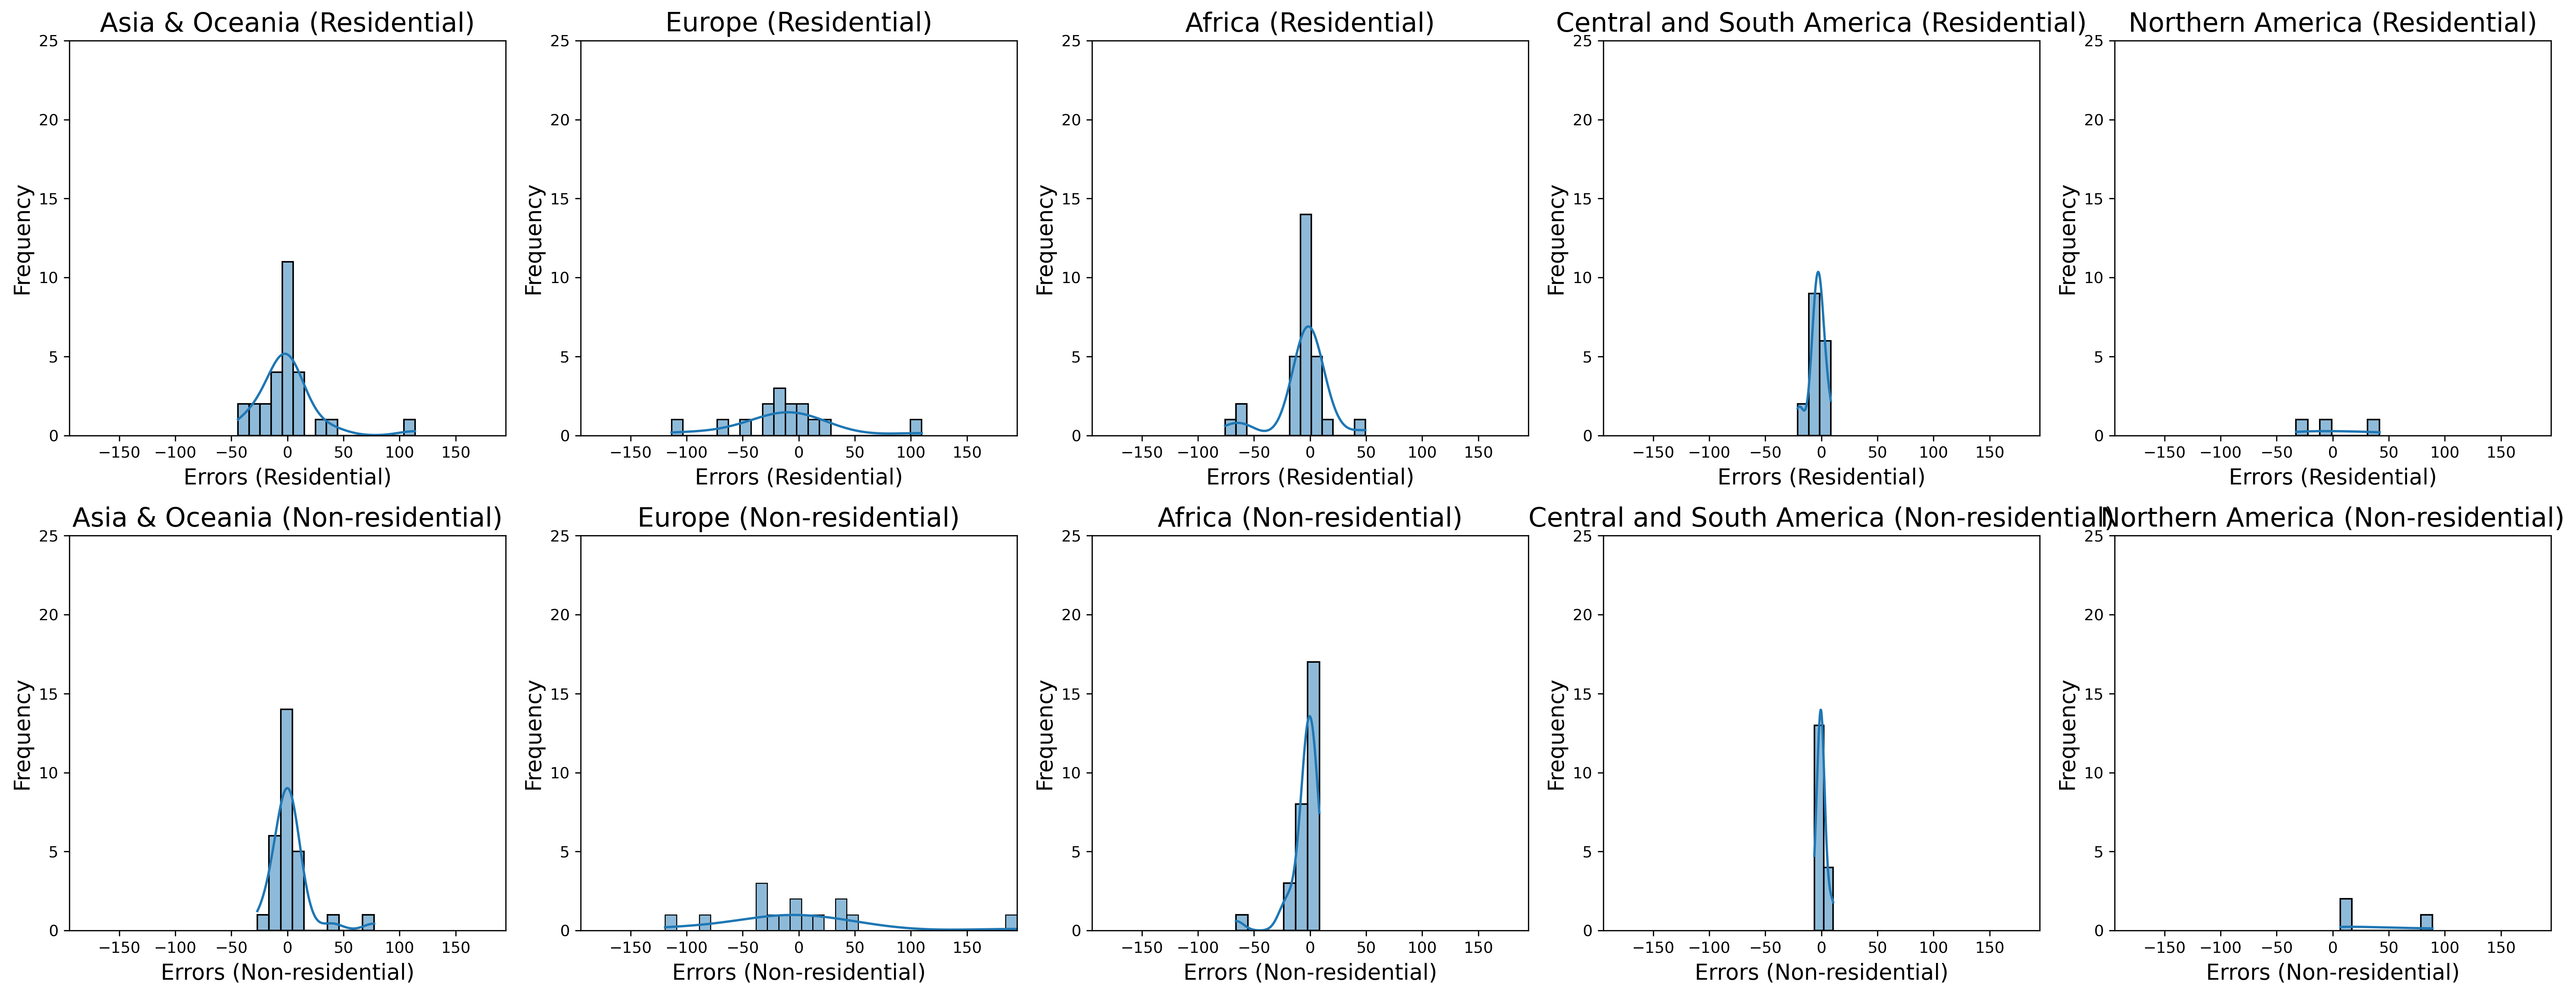 Asia & Oceania (Residential)
25
20
15
10
5
0
Frequency
−150 −100 −50 0 50 100 150
Errors (Residential)
Europe (Residential)
25
20
15
10
5
0
Frequency
−150 −100 −50 0 50 100 150
Errors (Residential)
Africa (Residential)
25
20
15
10
5
0
Frequency
−150 −100 −50 0 50 100 150
Errors (Residential)
Central and South America (Residential)
25
20
15
10
5
0
Frequency
−150 −100 −50 0 50 100 150
Errors (Residential)
Northern America (Residential)
25
20
15
10
5
0
Frequency
−150 −100 −50 0 50 100 150
Errors (Residential)
Asia & Oceania (Non-residential)
25
20
15
10
5
0
Frequency
−150 −100 −50 0 50 100 150
Errors (Non-residential)
Europe (Non-residential)
25
20
15
10
5
0
Frequency
−150 −100 −50 0 50 100 150
Errors (Non-residential)
Africa (Non-residential)
25
20
15
10
5
0
Frequency
−150 −100 −50 0 50 100 150
Errors (Non-residential)
Central and South America (Non-residential)
25
20
15
10
5
0
Frequency
−150 −100 −50 0 50 100 150
Errors (Non-residential)
Northern America (Non-residential)
25
20
15
10
5
0
Frequency
−150 −100 −50 0 50 100 150
Errors (Non-residential)